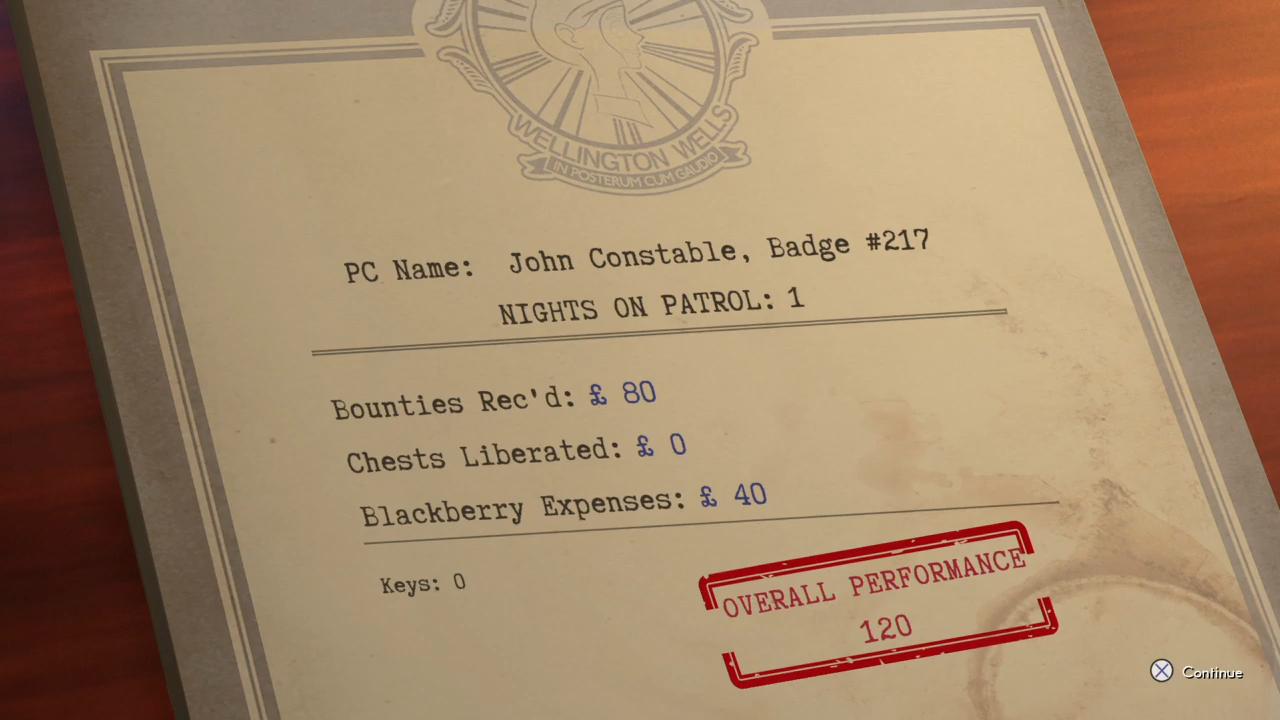 WELLINGTON WELLS
IN POSTERUM CUM GAUDIO
PC Name: John Constable, Badge #217
NIGHTS ON PATROL: 1
Bounties Rec'd: £ 80
Chests Liberated: £ 0
Blackberry Expenses: £ 40
Keys: 0
OVERALL PERFORMANCE
120
Continue